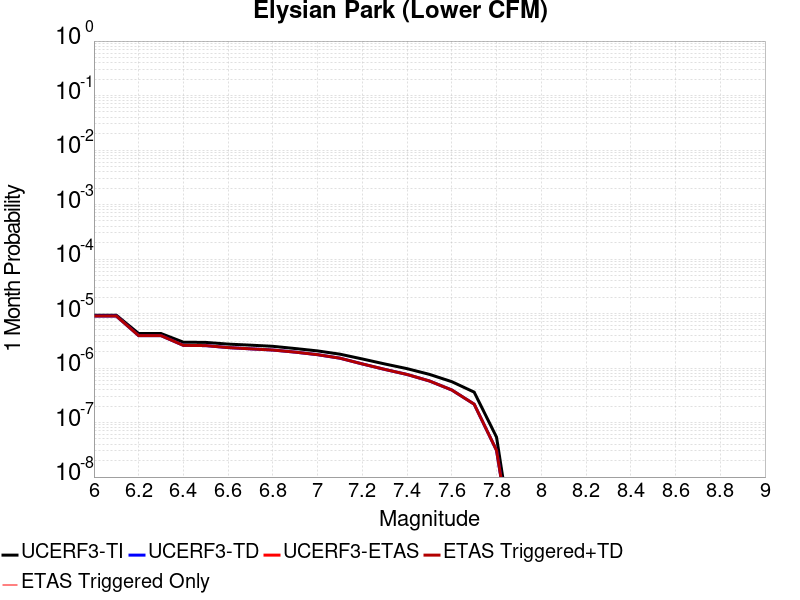 Elysian Park (Lower CFM)
1 Month Probability
10^0
10^-1
10^-2
10^-3
10^-4
10^-5
10^-6
10^-7
10^-8
6 6.2 6.4 6.6 6.8 7 7.2 7.4 7.6 7.8 8 8.2 8.4 8.6 8.8 9
Magnitude
UCERF3-TI UCERF3-TD UCERF3-ETAS ETAS Triggered+TD
ETAS Triggered Only